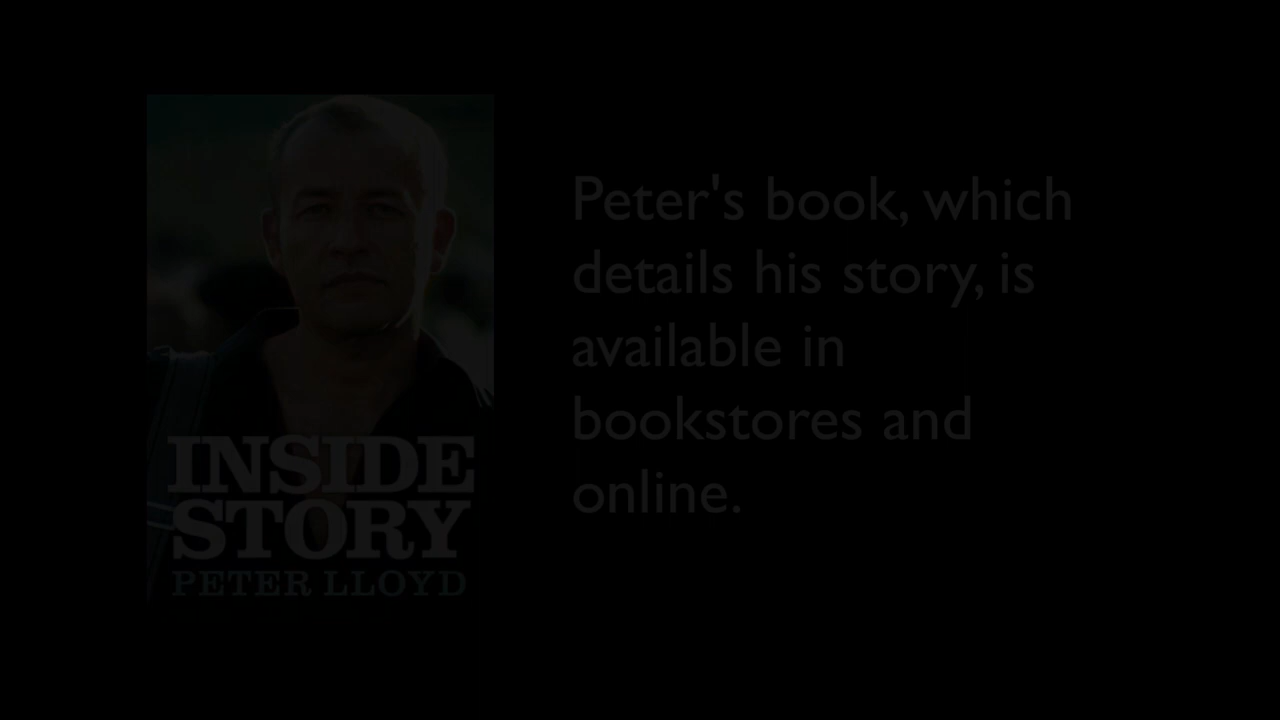 INSIDE
STORY
PETER LLOYD
Peter's book, which
details his story, is
available in
bookstores and
online.